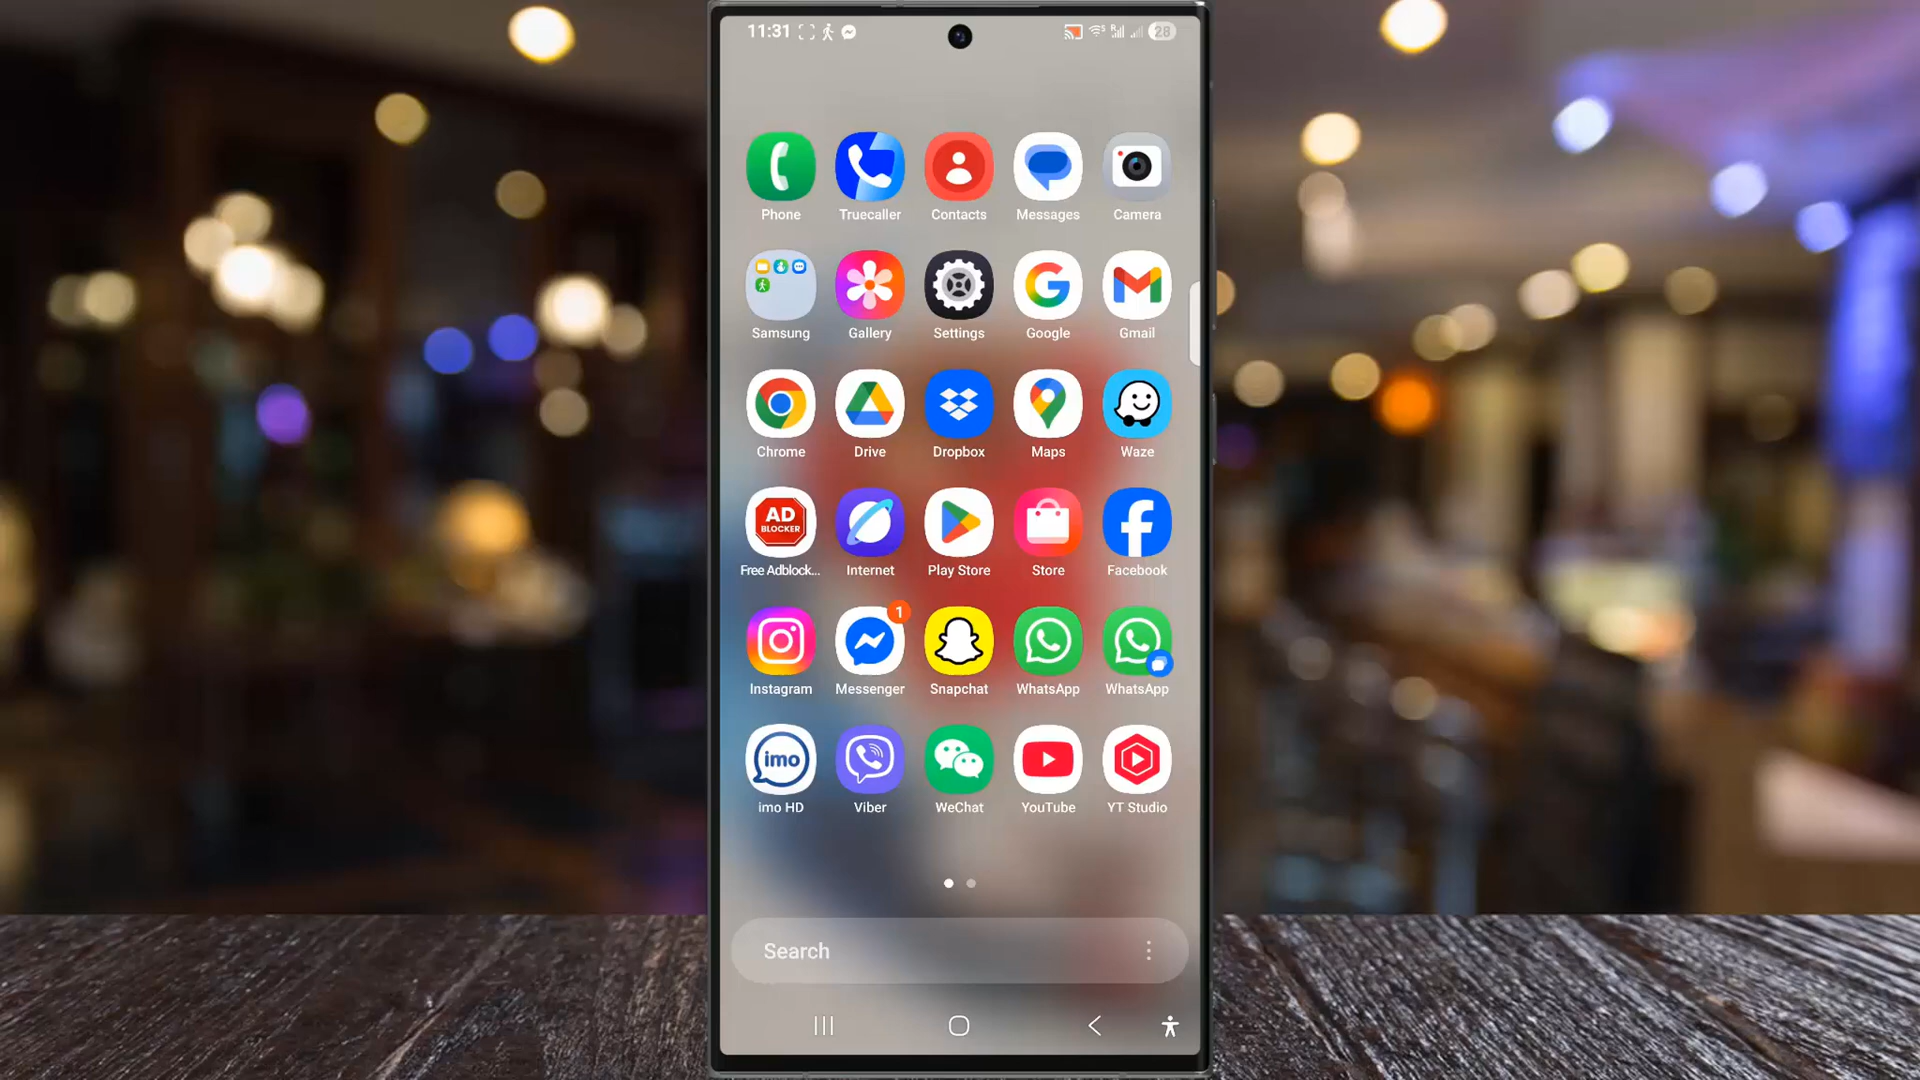 11:31
28
Phone Truecaller Contacts Messages Camera
Samsung Gallery Settings Google Gmail
Chrome Drive Dropbox Maps Waze
AD
BLOCKER
Free Adblock... Internet Play Store Store Facebook
1
Instagram Messenger Snapchat WhatsApp WhatsApp
imo
imo HD Viber WeChat YouTube YT Studio
Search